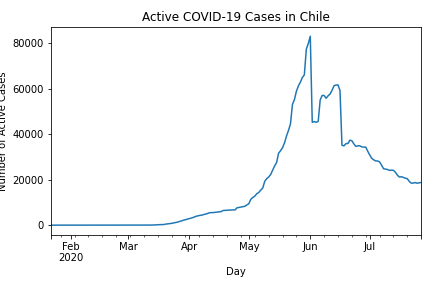 Active COVID-19 Cases in Chile
Number of Active Cases
80000
60000
40000
20000
0
Feb
2020
Mar
Apr
May
Jun
Jul
Day